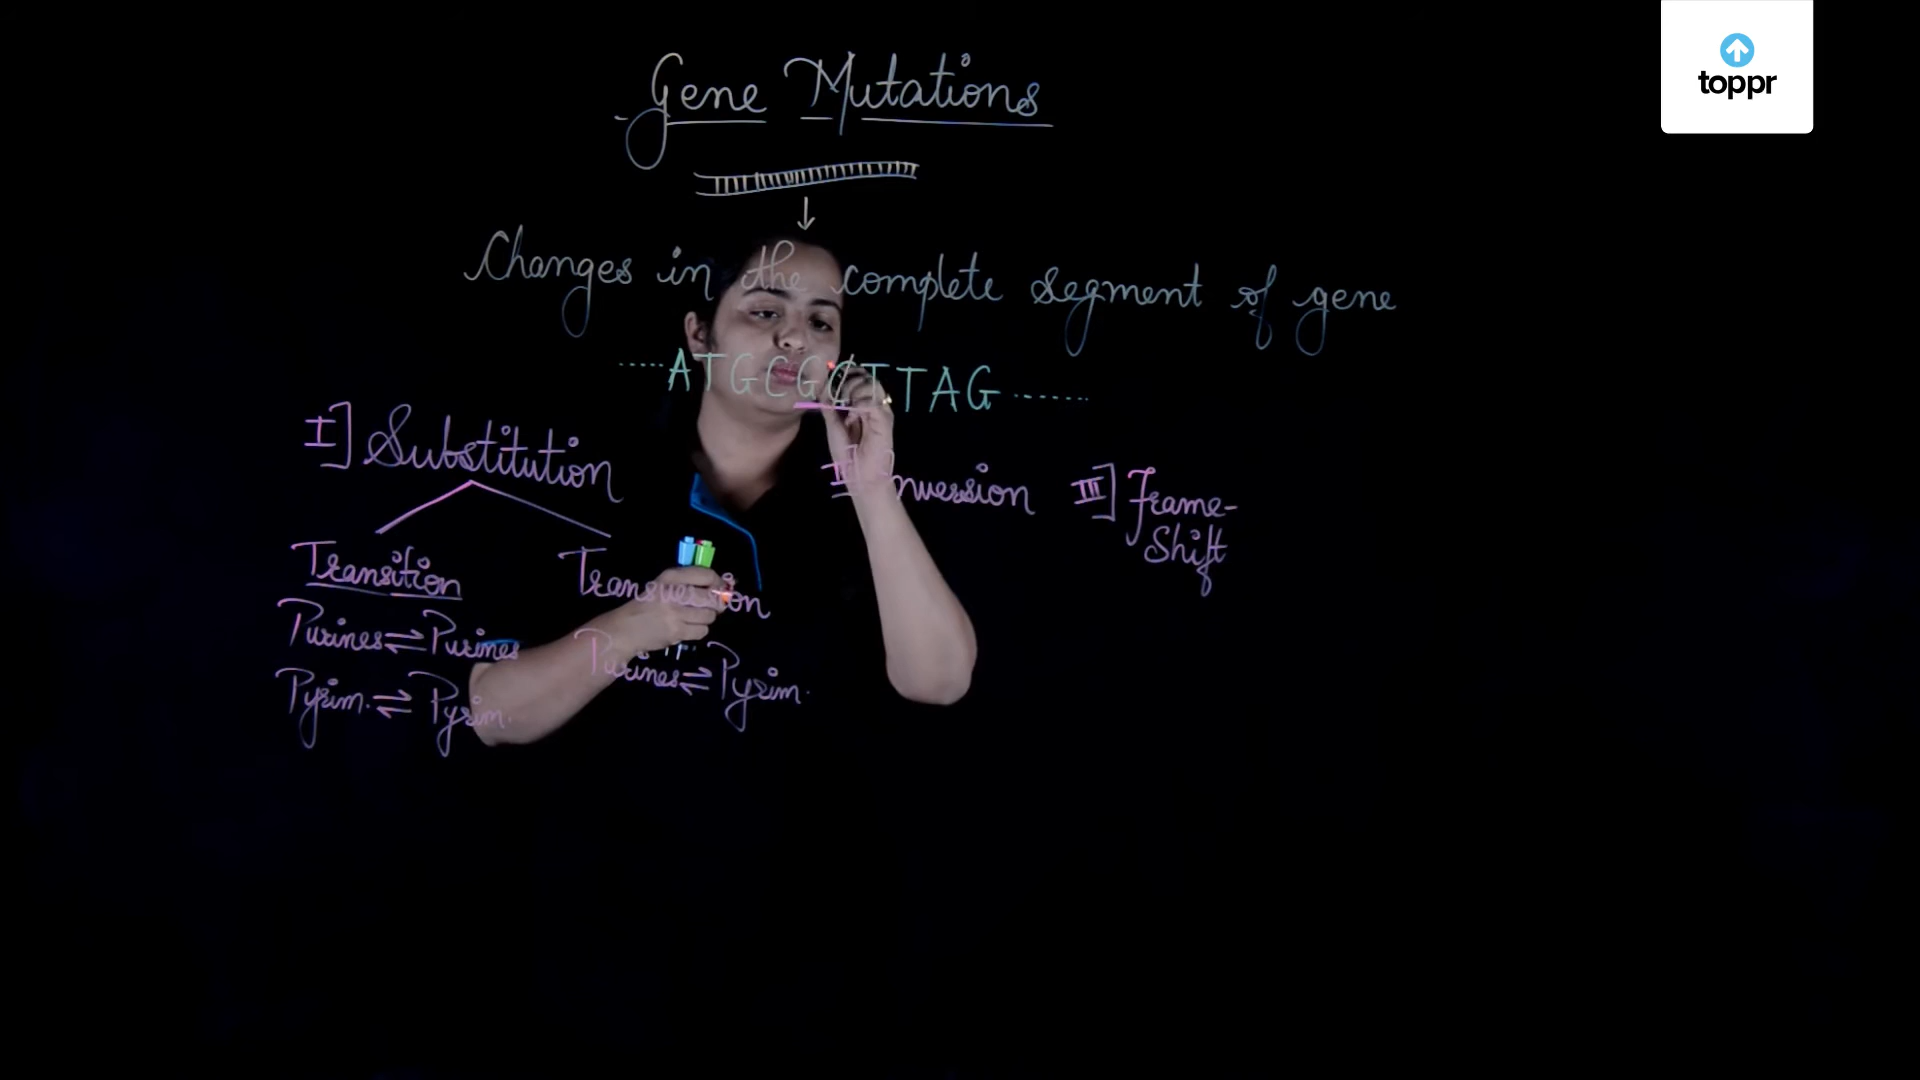 Gene Mutations
Changes in the complete segment of gene
.....ATGCGCTTAG......
I] Substitution
II] Inversion
III] Frame-
Shift
Transition
Transversion
Purines ⇌ Purines
Pyrim. ⇌ Pyrim.
Purines ⇌ Pyrim.
toppr